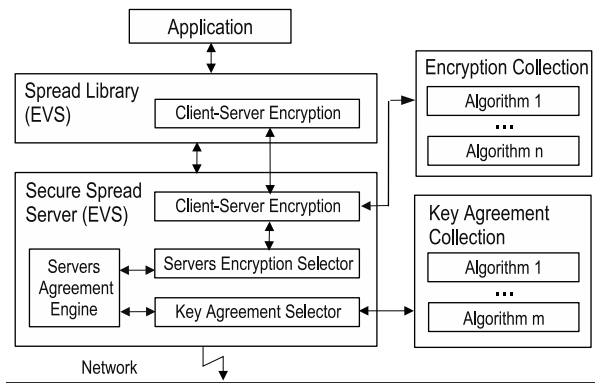 Application
Spread Library
(EVS)
Client-Server Encryption
Secure Spread
Server (EVS)
Client-Server Encryption
Servers Encryption Selector
Servers
Agreement
Engine
Key Agreement Selector
Network
Encryption Collection
Algorithm 1
...
Algorithm n
Key Agreement
Collection
Algorithm 1
...
Algorithm m